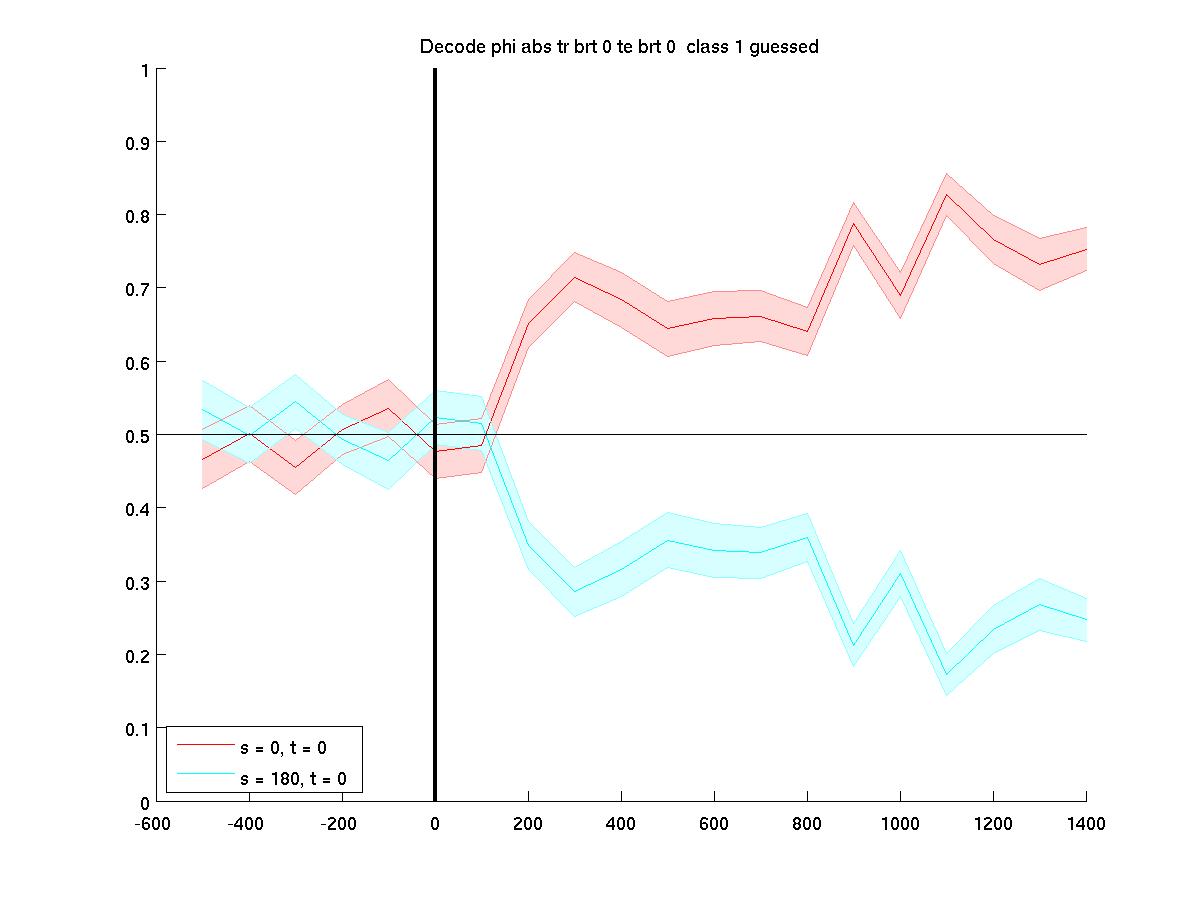 Decode phi abs tr brt 0 te brt 0  class 1 guessed
1
0.9
0.8
0.7
0.6
0.5
0.4
0.3
0.2
0.1
0
s = 0, t = 0
s = 180, t = 0
-600 -400 -200 0 200 400 600 800 1000 1200 1400